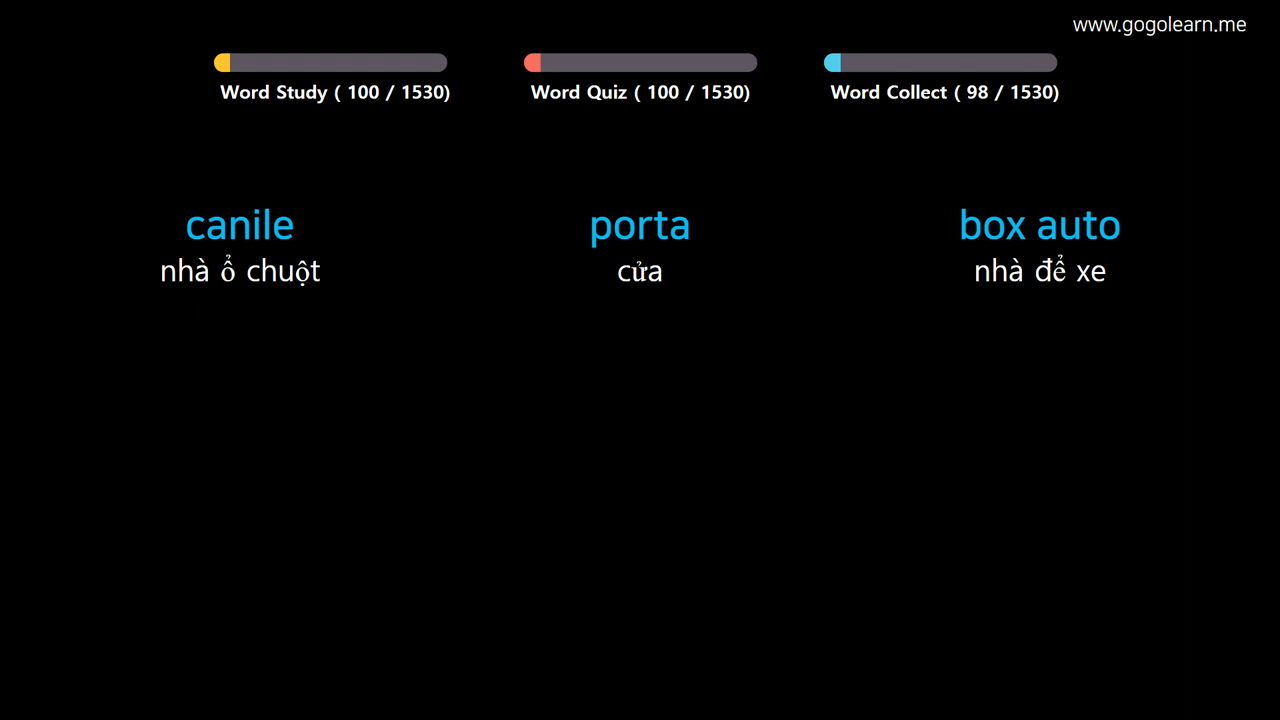 www.gogolearn.me
Word Study ( 100 / 1530)
Word Quiz ( 100 / 1530)
Word Collect ( 98 / 1530)
canile
nhà ổ chuột
porta
cửa
box auto
nhà để xe